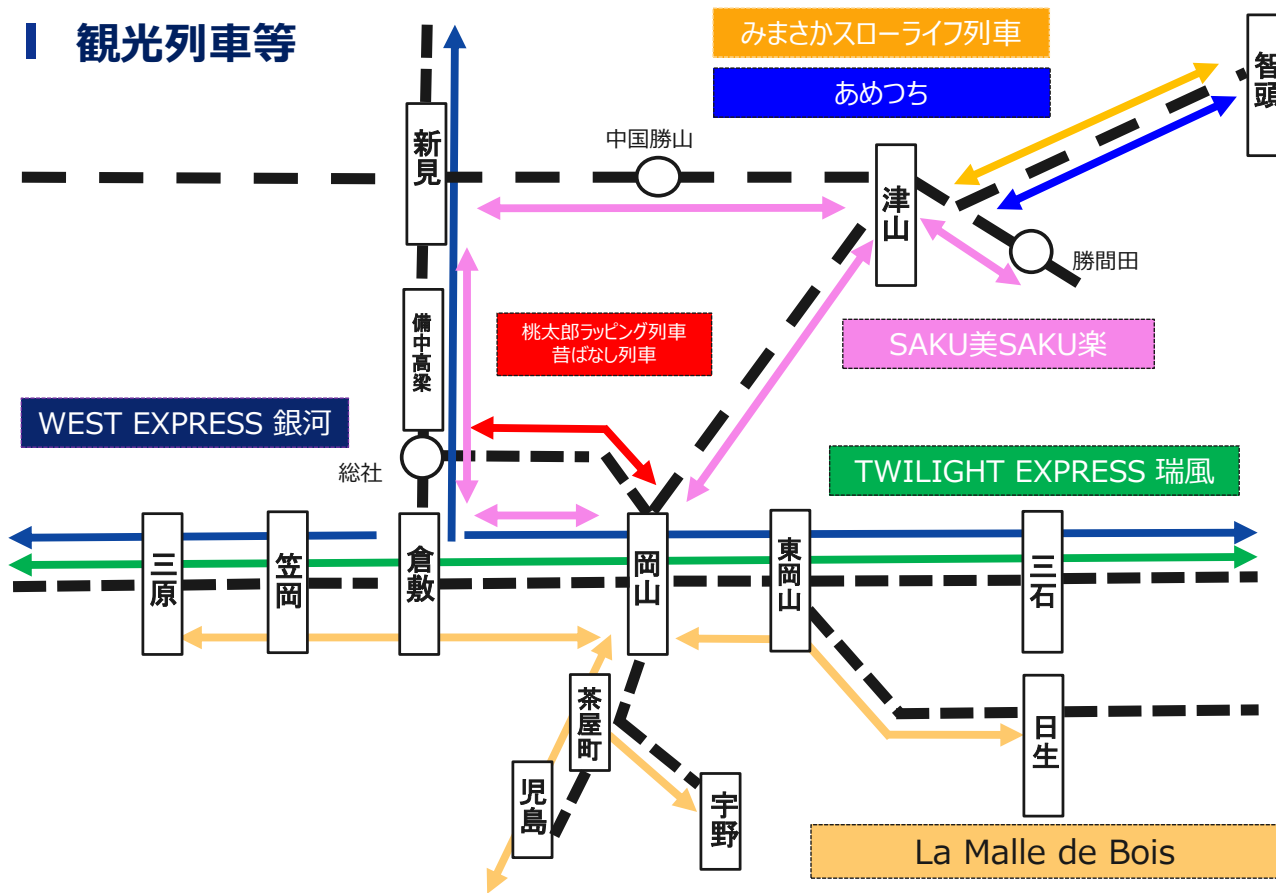 観光列車等
みまさかスローライフ列車
あめつち
智頭
中国勝山
新見
津山
勝間田
備中高梁
桃太郎ラッピング列車
昔ばなし列車
SAKU美SAKU楽
WEST EXPRESS 銀河
総社
TWILIGHT EXPRESS 瑞風
三原
笠岡
倉敷
岡山
東岡山
三石
茶屋町
児島
宇野
日生
La Malle de Bois